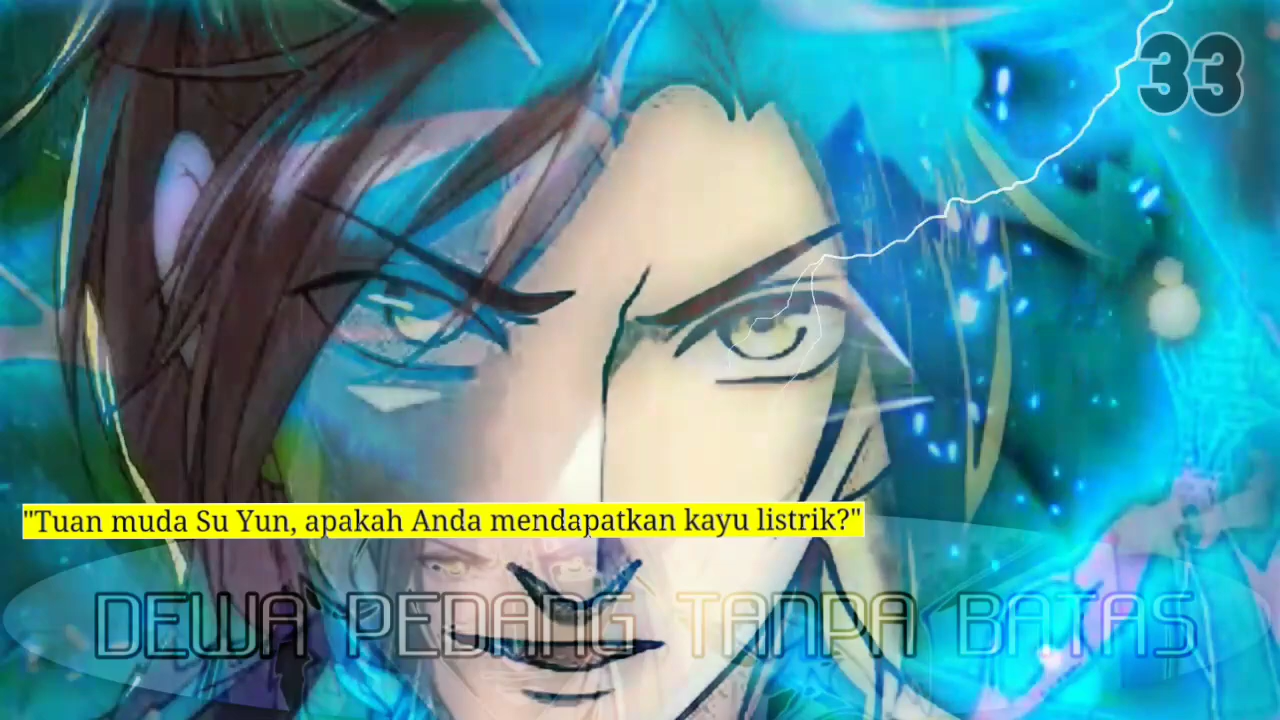 33
"Tuan muda Su Yun, apakah Anda mendapatkan kayu listrik?"
DEWA PEDANG TANPA BATAS